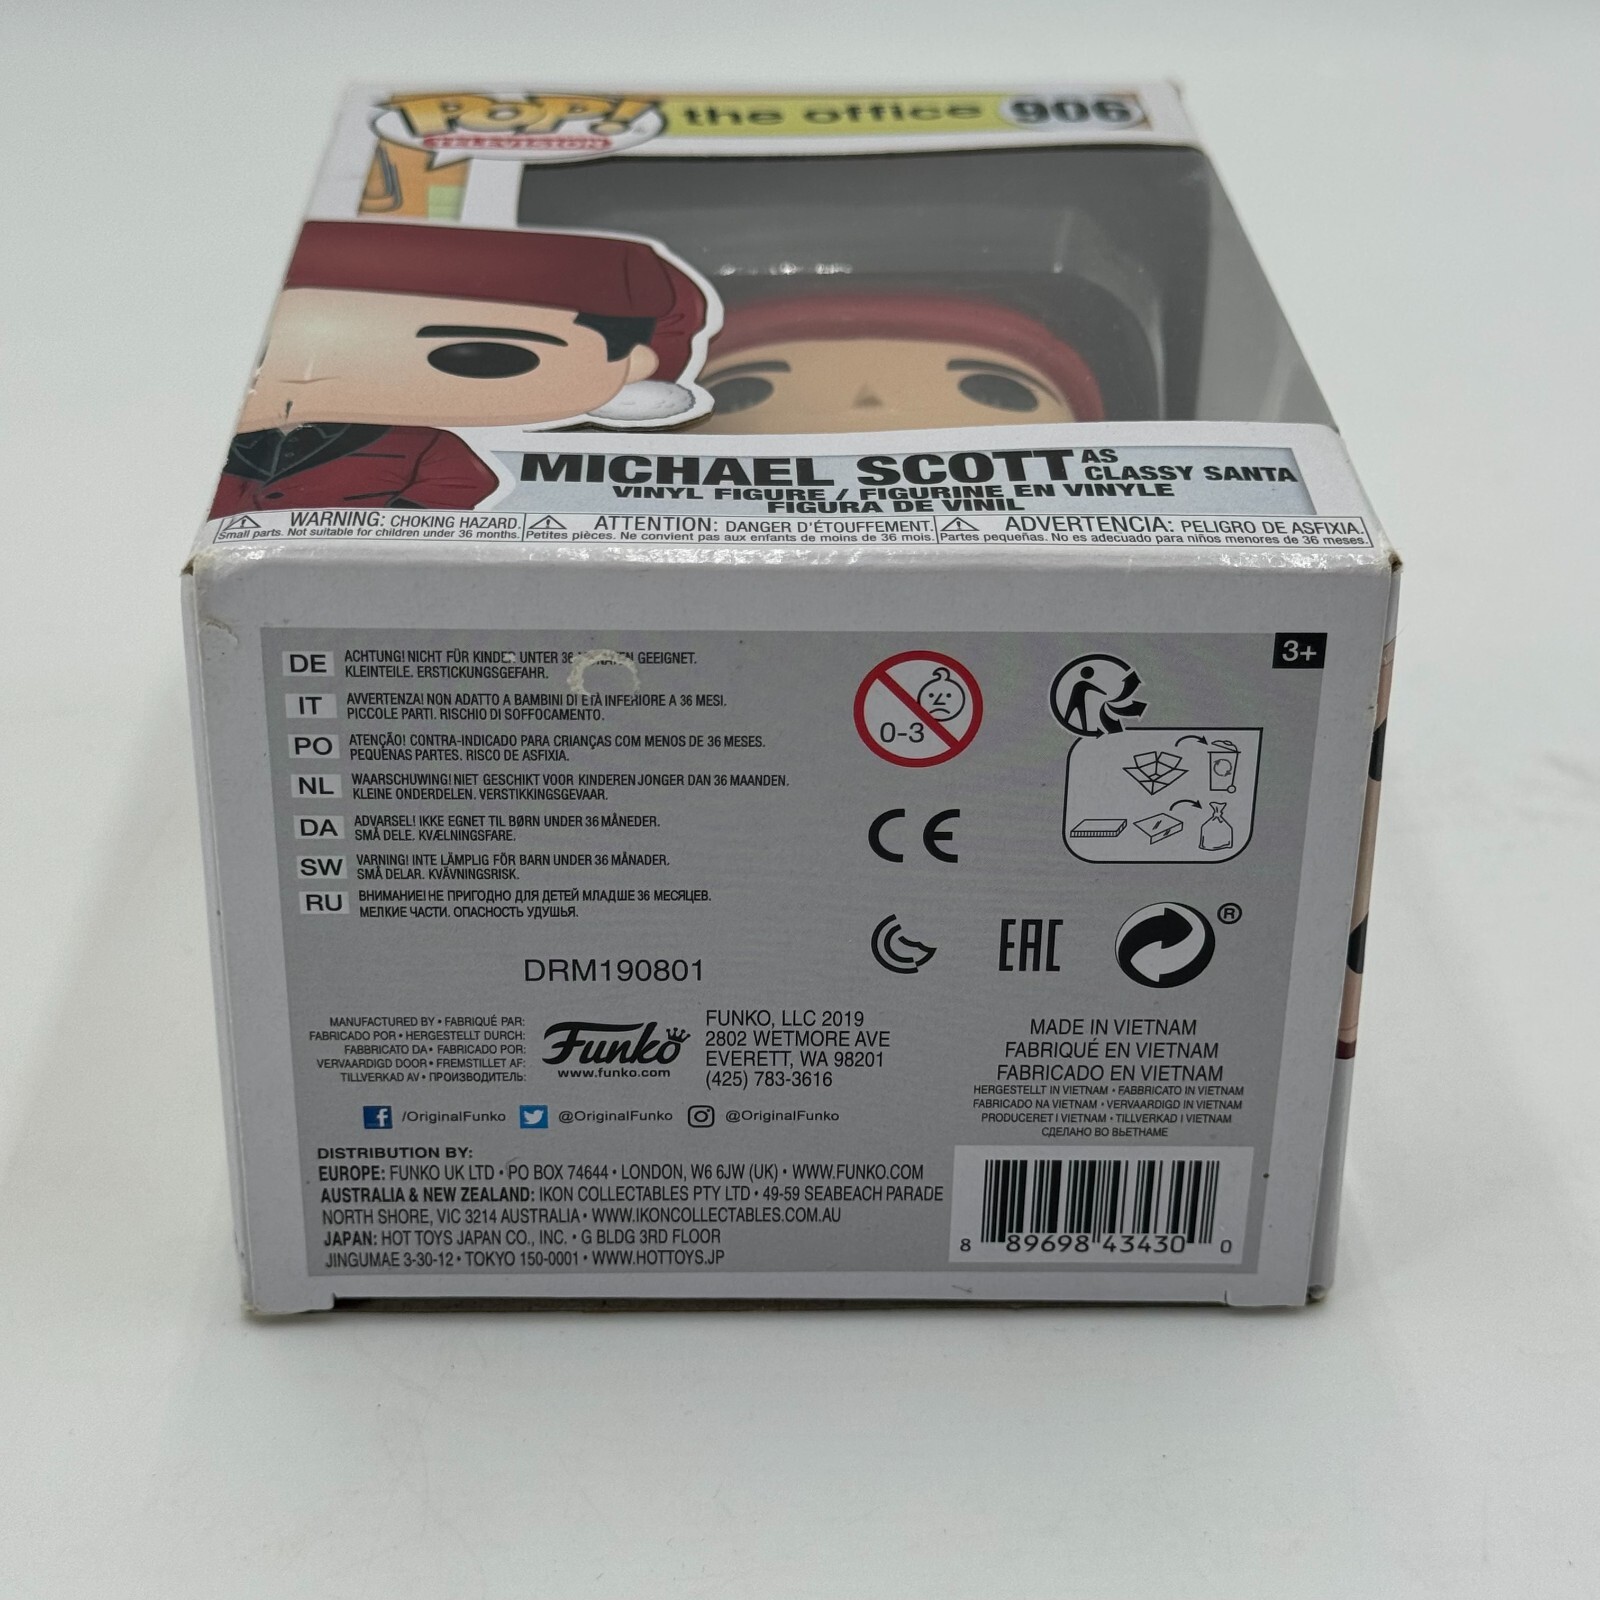 POP! the office 906
TELEVISION
MICHAEL SCOTT AS CLASSY SANTA
VINYL FIGURE / FIGURINE EN VINYLE
FIGURA DE VINIL
WARNING: CHOKING HAZARD.
Small parts. Not suitable for children under 36 months.
ATTENTION: DANGER D'ÉTOUFFEMENT.
Petites pièces. Ne convient pas aux enfants de moins de 36 mois.
ADVERTENCIA: PELIGRO DE ASFIXIA.
Partes pequeñas. No es adecuado para niños menores de 36 meses.
3+
DE ACHTUNG! NICHT FÜR KINDER UNTER 36 GEEIGNET.
KLEINTEILE. ERSTICKUNGSGEFAHR.
IT AVVERTENZA! NON ADATTO A BAMBINI DI ETÀ INFERIORE A 36 MESI.
PICCOLE PARTI. RISCHIO DI SOFFOCAMENTO.
PO ATENÇÃO! CONTRA-INDICADO PARA CRIANÇAS COM MENOS DE 36 MESES.
PEQUENAS PARTES. RISCO DE ASFIXIA.
NL WAARSCHUWING! NIET GESCHIKT VOOR KINDEREN JONGER DAN 36 MAANDEN.
KLEINE ONDERDELEN. VERSTIKKINGSGEVAAR.
DA ADVARSEL! IKKE EGNET TIL BØRN UNDER 36 MÅNEDER.
SMÅ DELE. KVÆLNINGSFARE.
SW VARNING! INTE LÄMPLIG FÖR BARN UNDER 36 MÅNADER.
SMÅ DELAR. KVÄVNINGSRISK.
RU ВНИМАНИЕ! НЕ ПРИГОДНО ДЛЯ ДЕТЕЙ МЛАДШЕ 36 МЕСЯЦЕВ.
МЕЛКИЕ ЧАСТИ. ОПАСНОСТЬ УДУШЬЯ.
0-3
CE
EAC
®
DRM190801
MANUFACTURED BY • FABRIQUÉ PAR:
FABRICADO POR • HERGESTELLT DURCH:
FABBRICATO DA • FABRICADO POR:
VERVAARDIGD DOOR • FREMSTILLET AF:
TILLVERKAD AV • ПРОИЗВОДИТЕЛЬ:
Funko
www.funko.com
FUNKO, LLC 2019
2802 WETMORE AVE
EVERETT, WA 98201
(425) 783-3616
/OriginalFunko @OriginalFunko @OriginalFunko
MADE IN VIETNAM
FABRIQUÉ EN VIETNAM
FABRICADO EN VIETNAM
HERGESTELLT IN VIETNAM • FABBRICATO IN VIETNAM
FABRICADO NA VIETNAM • VERVAARDIGD IN VIETNAM
PRODUCERET I VIETNAM • TILLVERKAD I VIETNAM
СДЕЛАНО ВО ВЬЕТНАМЕ
DISTRIBUTION BY:
EUROPE: FUNKO UK LTD • PO BOX 74644 • LONDON, W6 6JW (UK) • WWW.FUNKO.COM
AUSTRALIA & NEW ZEALAND: IKON COLLECTABLES PTY LTD • 49-59 SEABEACH PARADE
NORTH SHORE, VIC 3214 AUSTRALIA • WWW.IKONCOLLECTABLES.COM.AU
JAPAN: HOT TOYS JAPAN CO., INC. • G BLDG 3RD FLOOR
JINGUMAE 3-30-12 • TOKYO 150-0001 • WWW.HOTTOYS.JP
8 89698 43430 0